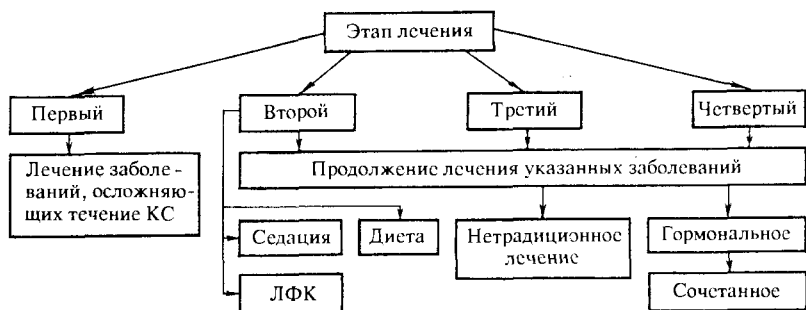 Этап лечения
Первый
Второй
Третий
Четвертый
Лечение заболе-
ваний, осложняю-
щих течение КС
Продолжение лечения указанных заболеваний
Седация
Диета
Нетрадиционное
лечение
Гормональное
ЛФК
Сочетанное